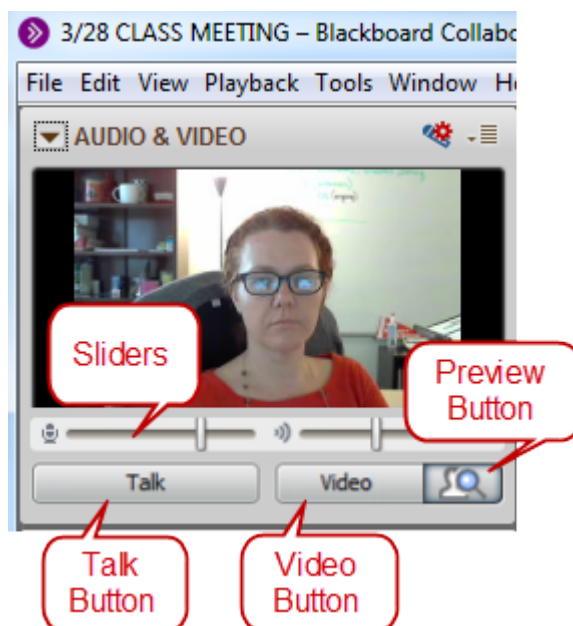 3/28 CLASS MEETING – Blackboard Collabo
File Edit View Playback Tools Window H
AUDIO & VIDEO
Sliders
Preview
Button
Talk
Video
Talk
Button
Video
Button